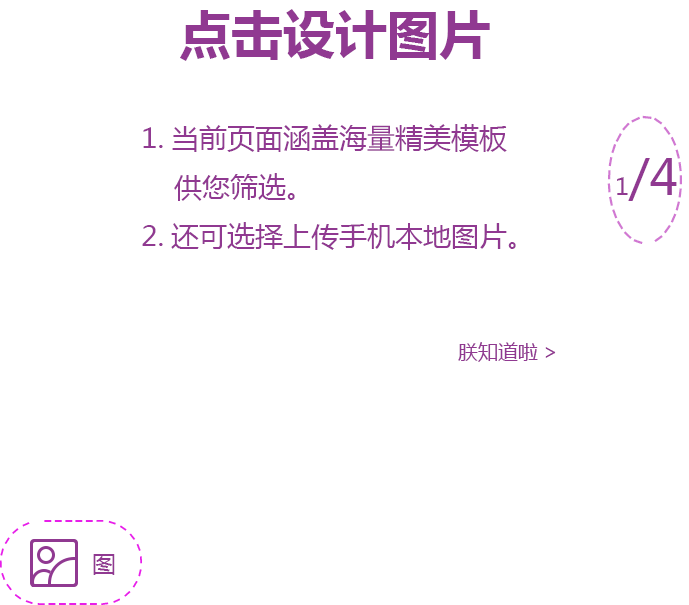 点击设计图片
1. 当前页面涵盖海量精美模板
供您筛选。
1/4
2. 还可选择上传手机本地图片。
朕知道啦 >
图